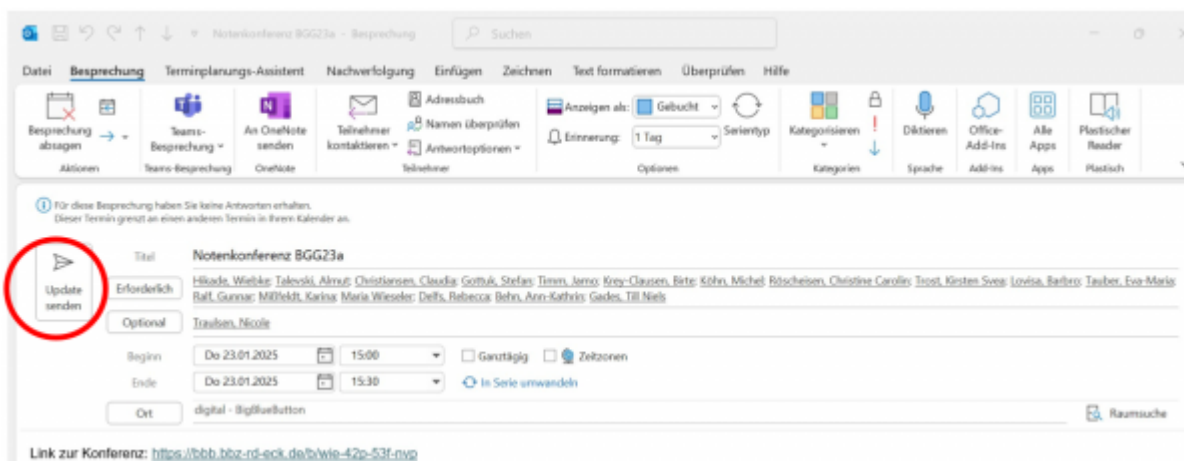 Notenkonferenz BGG23a - Besprechung
Suchen
Datei Besprechung Terminplanungs-Assistent Nachverfolgung Einfügen Zeichnen Text formatieren Überprüfen Hilfe
Besprechung absagen
Teams-Besprechung
An OneNote senden
Teilnehmer kontaktieren
Adressbuch
Namen überprüfen
Antwortoptionen
Anzeigen als: Gebucht
Erinnerung: 1 Tag
Serientyp
Kategorisieren
Diktieren
Office-Add-Ins
Alle Apps
Plastischer Reader
Aktionen Teams-Besprechung OneNote Teilnehmer Optionen Kategorien Sprache Add-Ins Apps Plastisch
Für diese Besprechung haben Sie keine Antworten erhalten.
Dieser Termin grenzt an einen anderen Termin in Ihrem Kalender an.
Update senden
Titel Notenkonferenz BGG23a
Erforderlich Hikade, Wiebke; Talevski, Almut; Christiansen, Claudia; Gottuk, Stefan; Timm, Jarno; Krey-Clausen, Birte; Köhn, Michel; Röscheisen, Christine Carolin; Trost, Kirsten Svea; Lovisa, Barbro; Tauber, Eva-Maria;
Ralf, Gunnar; Millfeldt, Karina; Maria Wieseler; Delfs, Rebecca; Behn, Ann-Kathrin; Gades, Till Niels
Optional Traulsen, Nicole
Beginn Do 23.01.2025 15:00 Ganztägig Zeitzonen
Ende Do 23.01.2025 15:30 In Serie umwandeln
Ort digital - BigBlueButton Raumsuche
Link zur Konferenz: https://bbb.bbz-rd-eck.de/b/wie-42p-53f-nvp